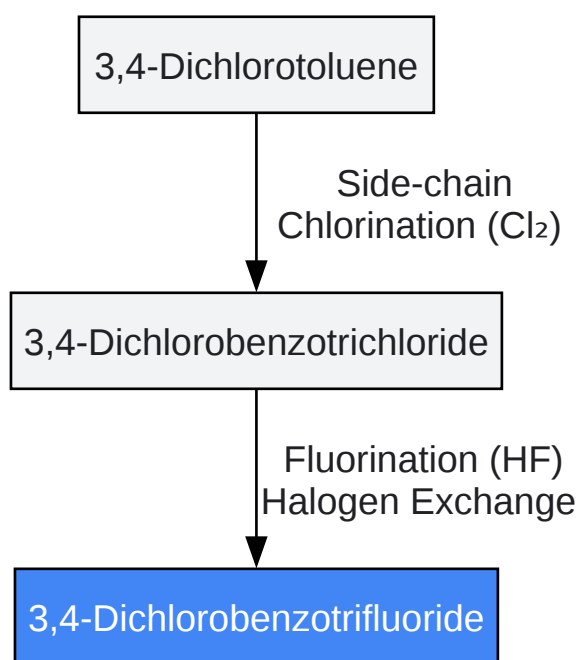 3,4-Dichlorotoluene
Side-chain
Chlorination (Cl₂)
3,4-Dichlorobenzotrichloride
Fluorination (HF)
Halogen Exchange
3,4-Dichlorobenzotrifluoride